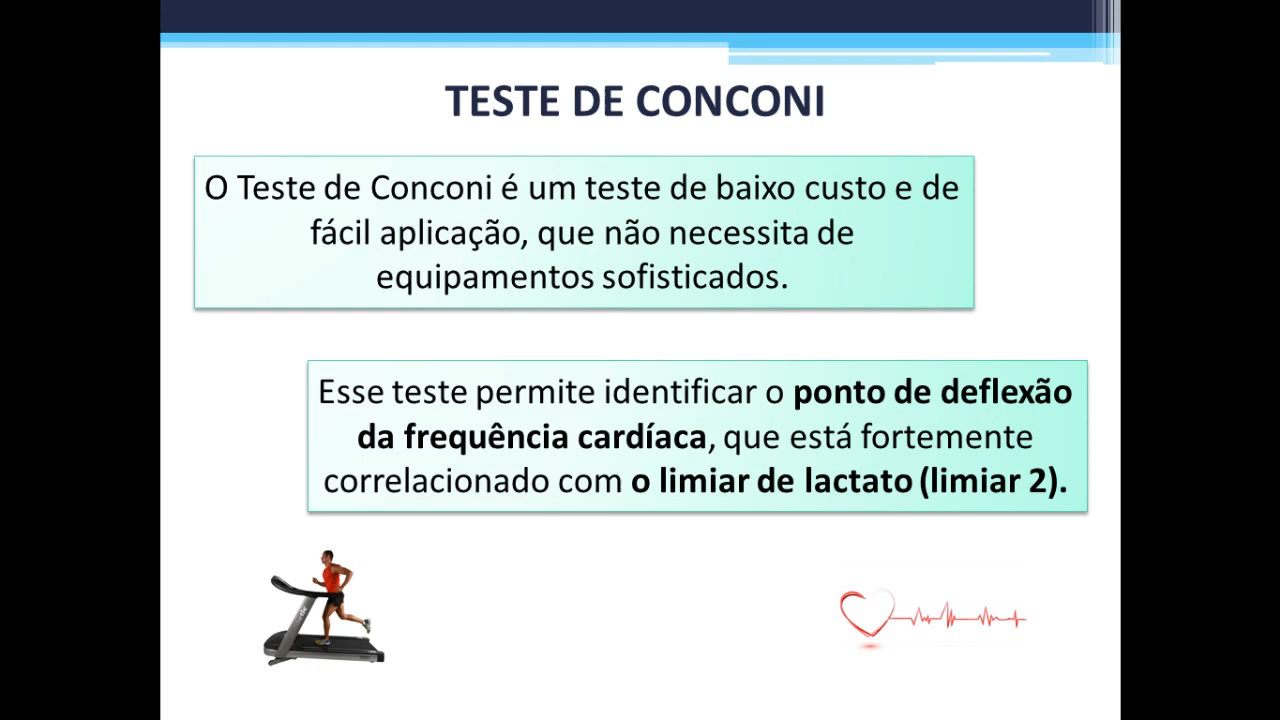 TESTE DE CONCONI
O Teste de Conconi é um teste de baixo custo e de
fácil aplicação, que não necessita de
equipamentos sofisticados.
Esse teste permite identificar o ponto de deflexão
da frequência cardíaca, que está fortemente
correlacionado com o limiar de lactato (limiar 2).